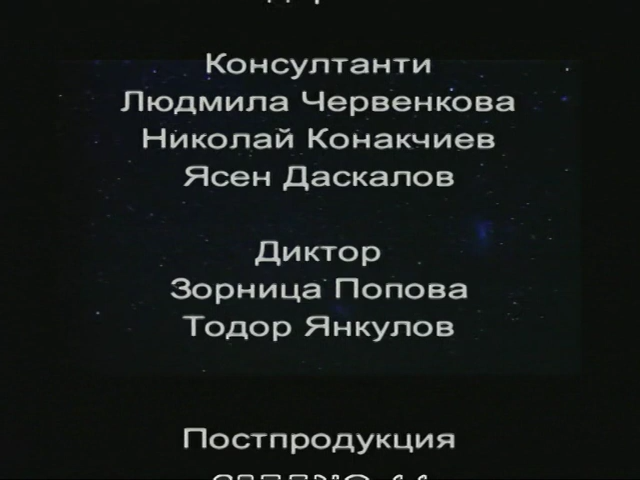 Консултанти
Людмила Червенкова
Николай Конакчиев
Ясен Даскалов
Диктор
Зорница Попова
Тодор Янкулов
Постпродукция